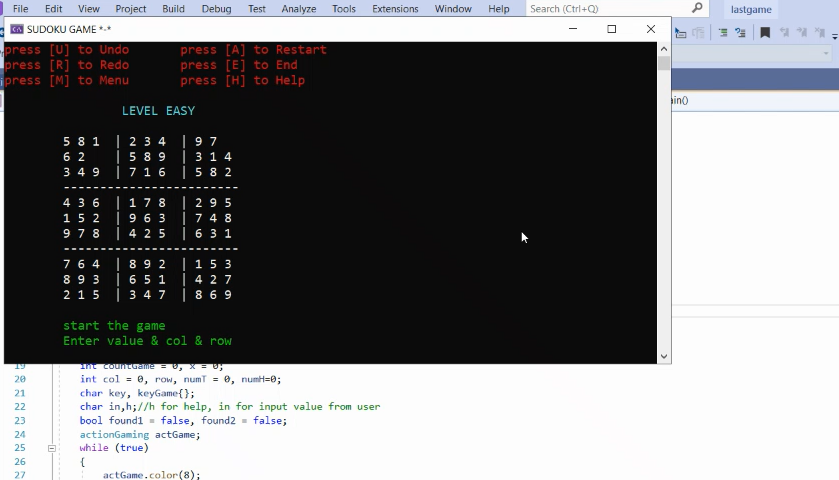 File Edit View Project Build Debug Test Analyze Tools Extensions Window Help Search (Ctrl+Q) lastgame
SUDOKU GAME *-*
press [U] to Undo press [A] to Restart
press [R] to Redo press [E] to End
press [M] to Menu press [H] to Help
LEVEL EASY
5 8 1 | 2 3 4 | 9 7
6 2 | 5 8 9 | 3 1 4
3 4 9 | 7 1 6 | 5 8 2
------------------------
4 3 6 | 1 7 8 | 2 9 5
1 5 2 | 9 6 3 | 7 4 8
9 7 8 | 4 2 5 | 6 3 1
------------------------
7 6 4 | 8 9 2 | 1 5 3
8 9 3 | 6 5 1 | 4 2 7
2 1 5 | 3 4 7 | 8 6 9
start the game
Enter value & col & row
19 int countGame = 0, x = 0;
20 int col = 0, row, numT = 0, numH=0;
21 char key, keyGame{};
22 char in,h;//h for help, in for input value from user
23 bool found1 = false, found2 = false;
24 actionGaming actGame;
25 while (true)
26 {
27 actGame.color(8);